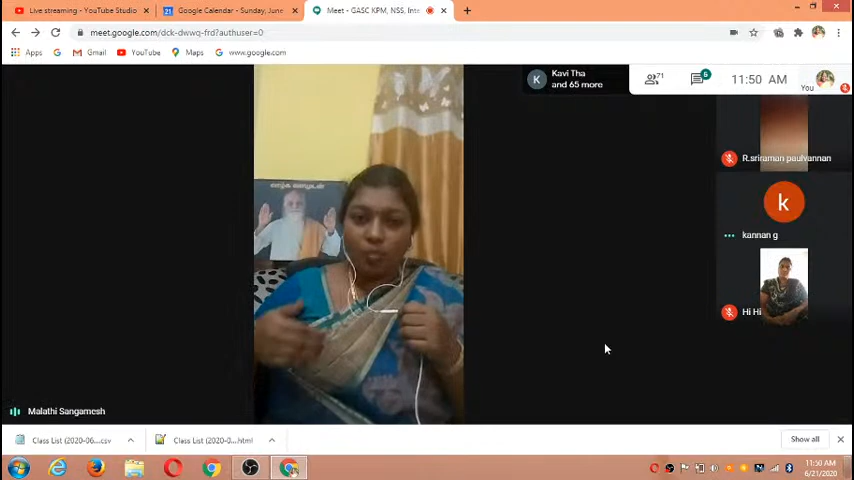 Live streaming - YouTube Studio
Google Calendar - Sunday, June
Meet - GASC KPM, NSS, Int
meet.google.com/dck-dwwq-frd?authuser=0
Apps
Gmail
YouTube
Maps
www.google.com
Kavi Tha
and 65 more
K
71
6
11:50 AM
You
வாழ்க வளமுடன்
R.sriraman paulvannan
k
kannan g
Hi Hi
Malathi Sangamesh
Class List (2020-06....csv
Class List (2020-0....html
Show all
11:50 AM
6/21/2020